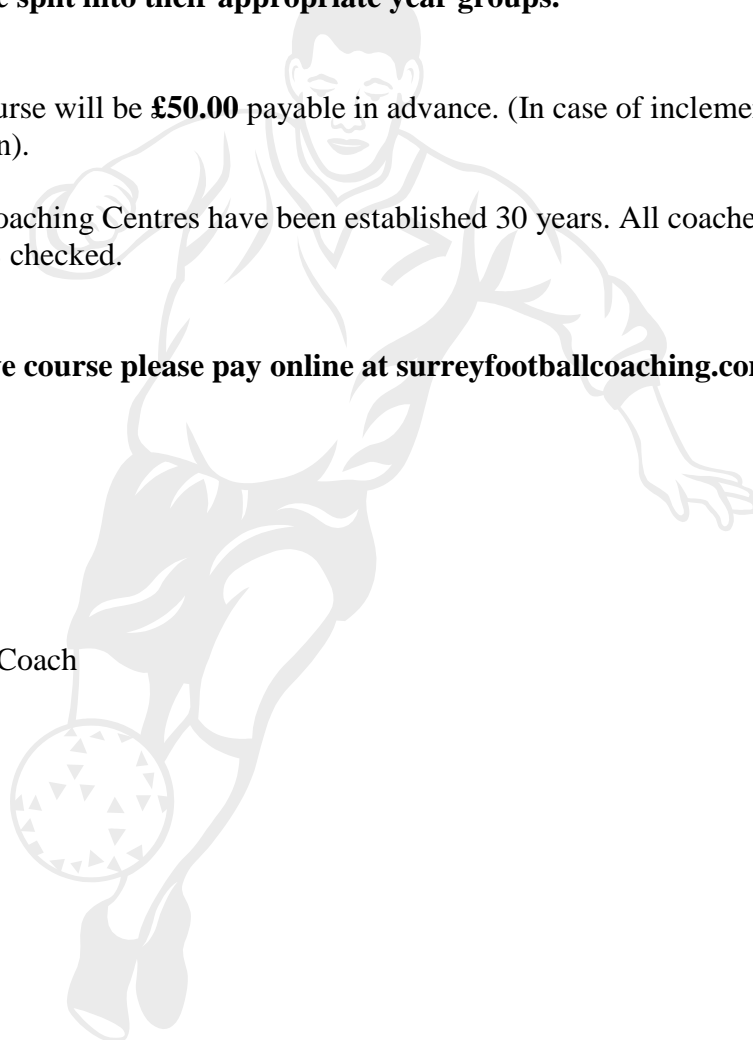 split into their appropriate year groups.
urse will be £50.00 payable in advance. (In case of incleme
n).
oaching Centres have been established 30 years. All coache
checked.
e course please pay online at surreyfootballcoaching.co
Coach